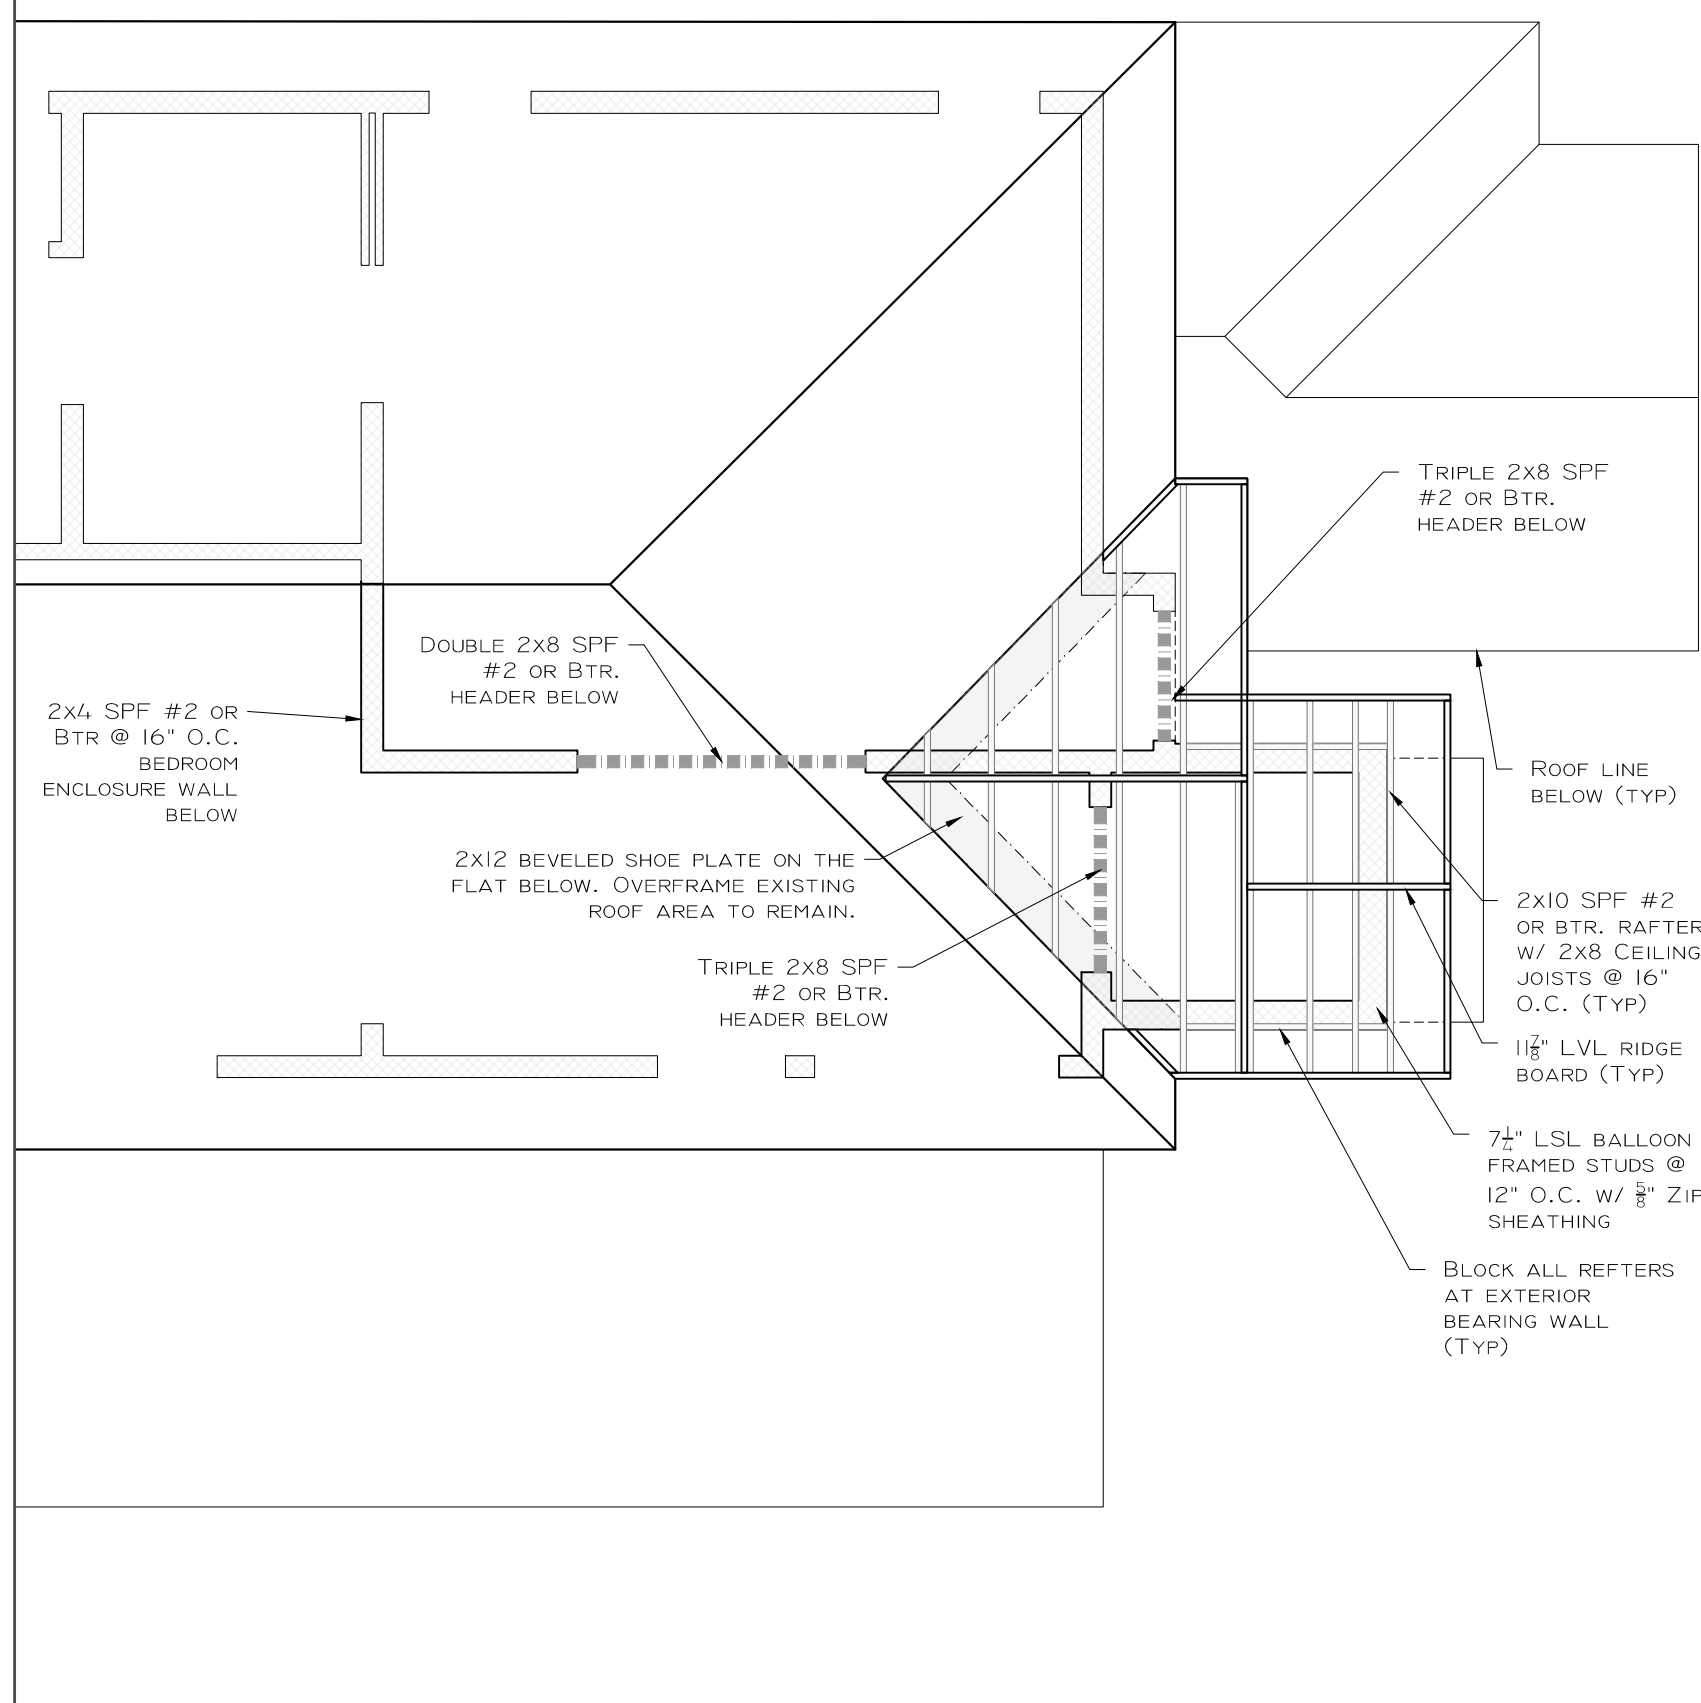 TRIPLE 2X8 SPF
#2 OR BTR.
HEADER BELOW
DOUBLE 2X8 SPF
#2 OR BTR.
HEADER BELOW
2X4 SPF #2 OR
BTR @ 16" O.C.
BEDROOM
ENCLOSURE WALL
BELOW
ROOF LINE
BELOW (TYP)
2X12 BEVELED SHOE PLATE ON THE
FLAT BELOW. OVERFRAME EXISTING
ROOF AREA TO REMAIN.
2X10 SPF #2
OR BTR. RAFTER
W/ 2X8 CEILING
JOISTS @ 16"
O.C. (TYP)
TRIPLE 2X8 SPF
#2 OR BTR.
HEADER BELOW
11 7/8" LVL RIDGE
BOARD (TYP)
7 1/4" LSL BALLOON
FRAMED STUDS @
12" O.C. W/ 5/8" ZIP
SHEATHING
BLOCK ALL REFTERS
AT EXTERIOR
BEARING WALL
(TYP)